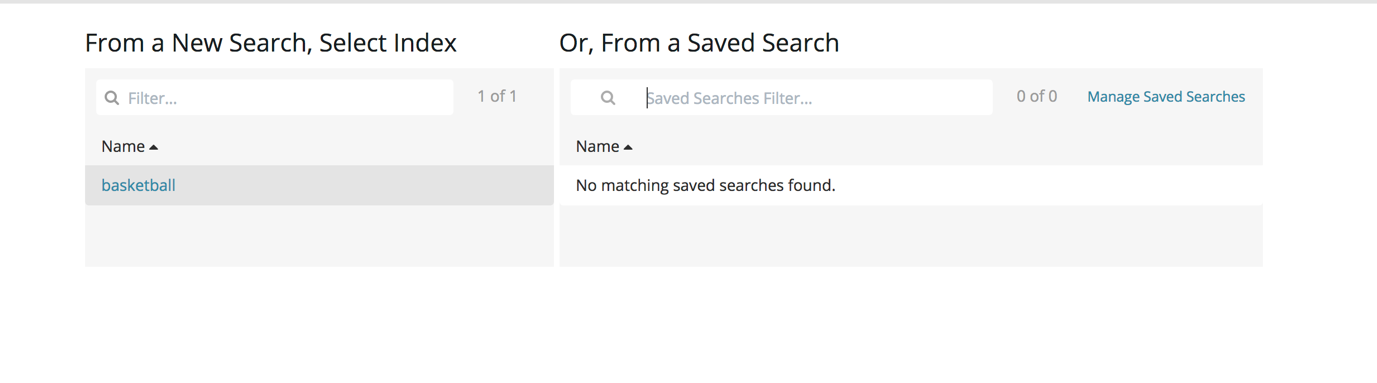 From a New Search, Select Index
Filter...
1 of 1
Name
basketball
Or, From a Saved Search
Saved Searches Filter...
0 of 0
Manage Saved Searches
Name
No matching saved searches found.